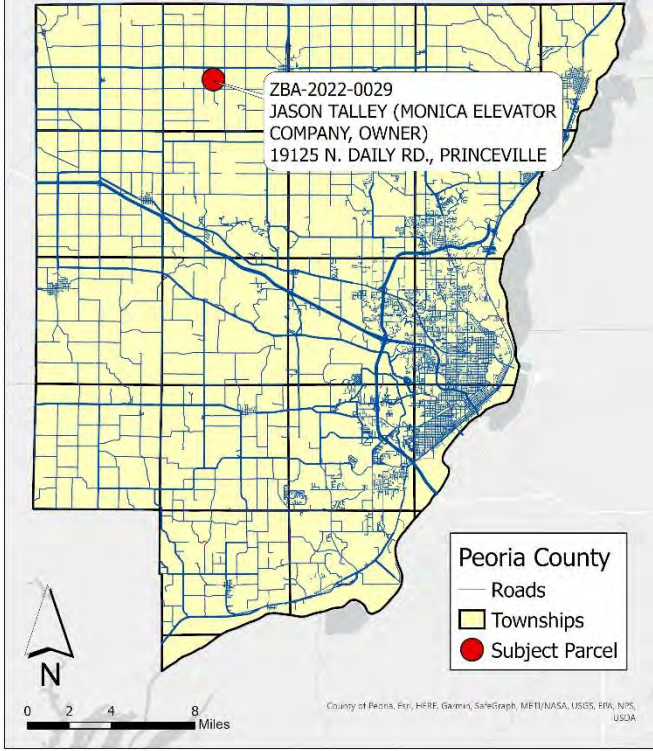 ZBA-2022-0029
JASON TALLEY (MONICA ELEVATOR
COMPANY, OWNER)
19125 N. DAILY RD., PRINCEVILLE
Peoria County
Roads
Townships
Subject Parcel
N
0 2 4 8
Miles
County of Peoria, Esri, HERE, Garmin, SafeGraph, METI/NASA, USGS, EPA, NPS,
USDA